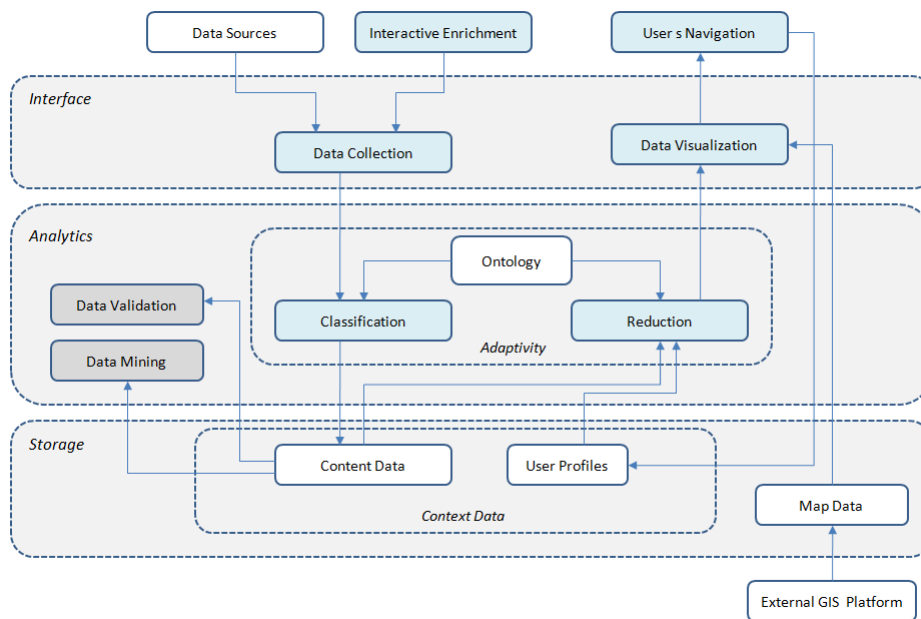 Data Sources
Interactive Enrichment
User s Navigation
Interface
Data Collection
Data Visualization
Analytics
Ontology
Data Validation
Classification
Reduction
Adaptivity
Data Mining
Storage
Content Data
User Profiles
Map Data
Context Data
External GIS Platform